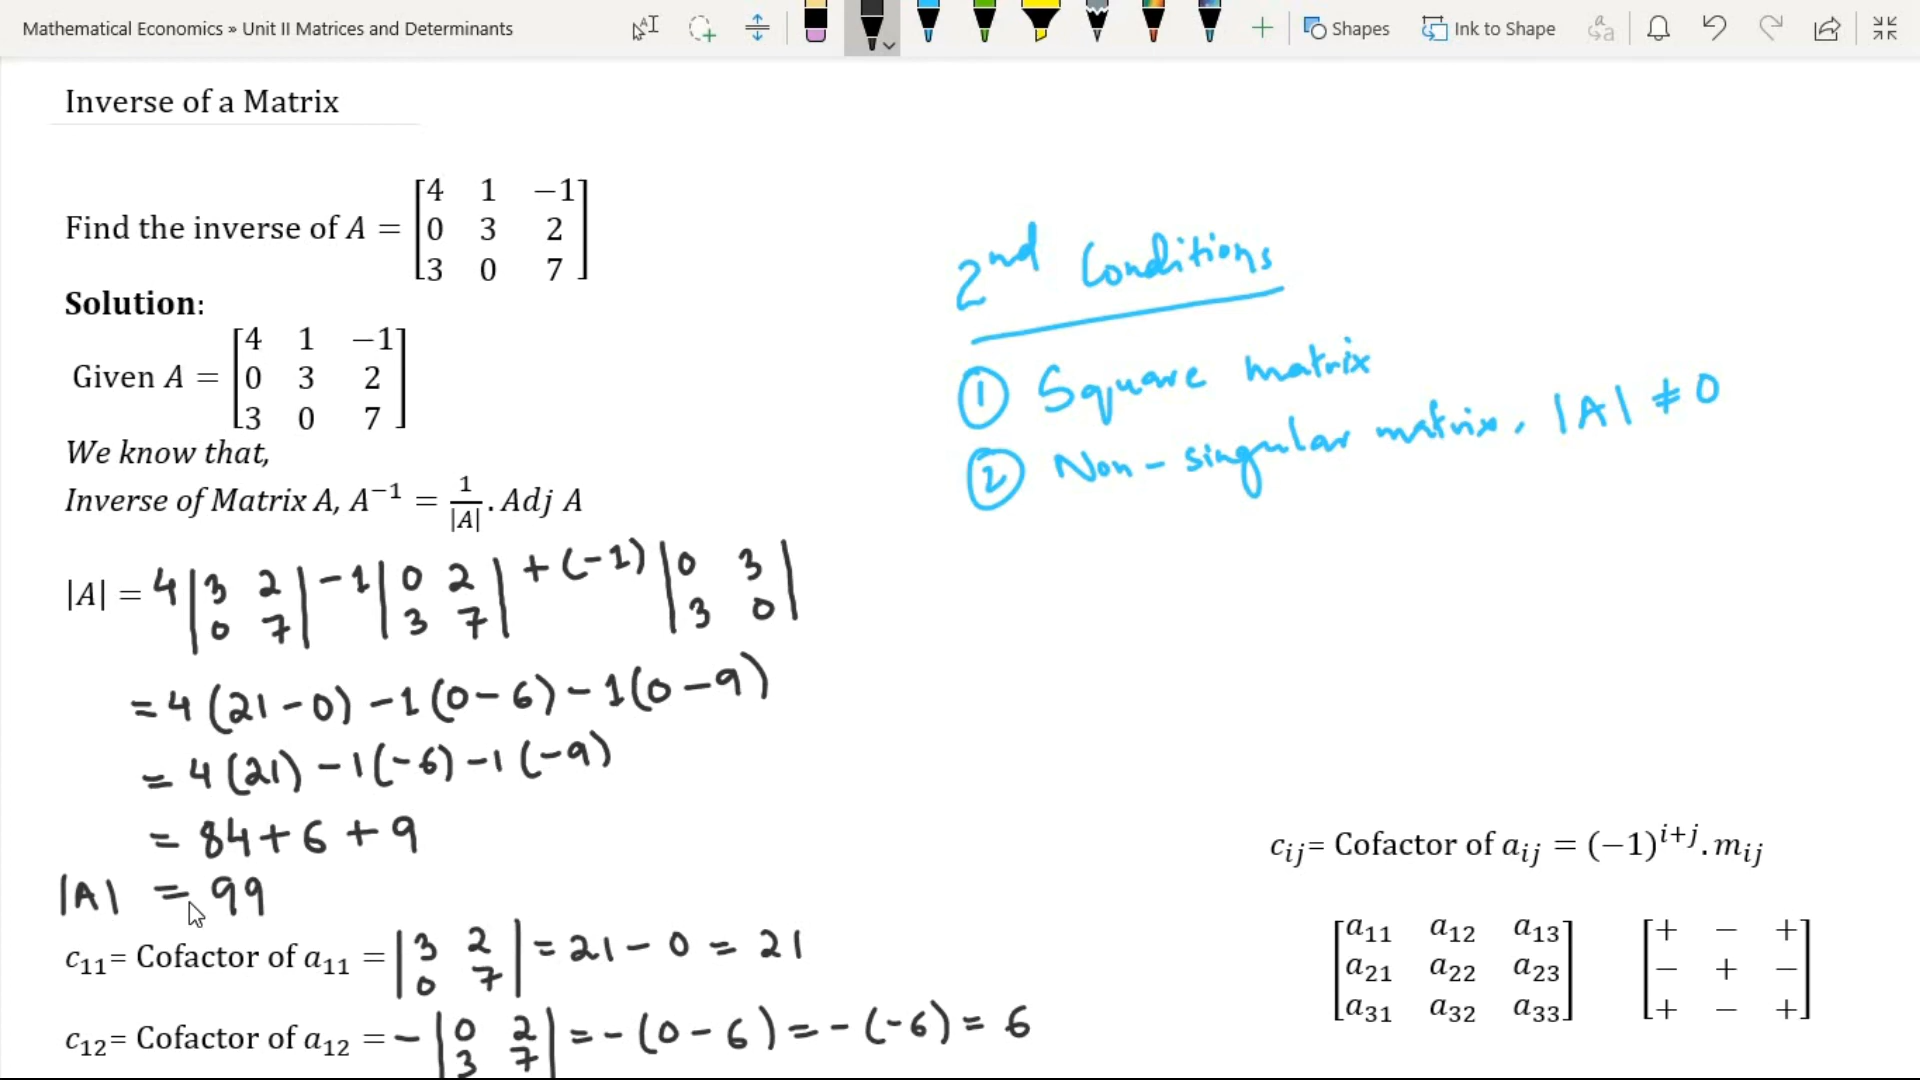 Mathematical Economics » Unit II Matrices and Determinants
Shapes
Ink to Shape
Inverse of a Matrix
Find the inverse of A = [4 1 −1
0 3 2
3 0 7]
Solution:
Given A = [4 1 −1
0 3 2
3 0 7]
We know that,
Inverse of Matrix A, A⁻¹ = 1/|A| . Adj A
|A| = 4 |3 2| − 1 |0 2| + (−1) |0 3|
|0 7| |3 7| |3 0|
= 4 (21 − 0) − 1 (0 − 6) − 1 (0 − 9)
= 4 (21) − 1 (−6) − 1 (−9)
= 84 + 6 + 9
|A| = 99
c₁₁= Cofactor of a₁₁ = |3 2| = 21 − 0 = 21
|0 7|
c₁₂= Cofactor of a₁₂ = − |0 2| = − (0 − 6) = − (−6) = 6
|3 7|
2nd Conditions
① Square matrix
② Non-singular matrix, |A| ≠ 0
cᵢⱼ= Cofactor of aᵢⱼ = (−1)ⁱ⁺ʲ. mᵢⱼ
[a₁₁ a₁₂ a₁₃
a₂₁ a₂₂ a₂₃
a₃₁ a₃₂ a₃₃]
[+ − +
− + −
+ − +]